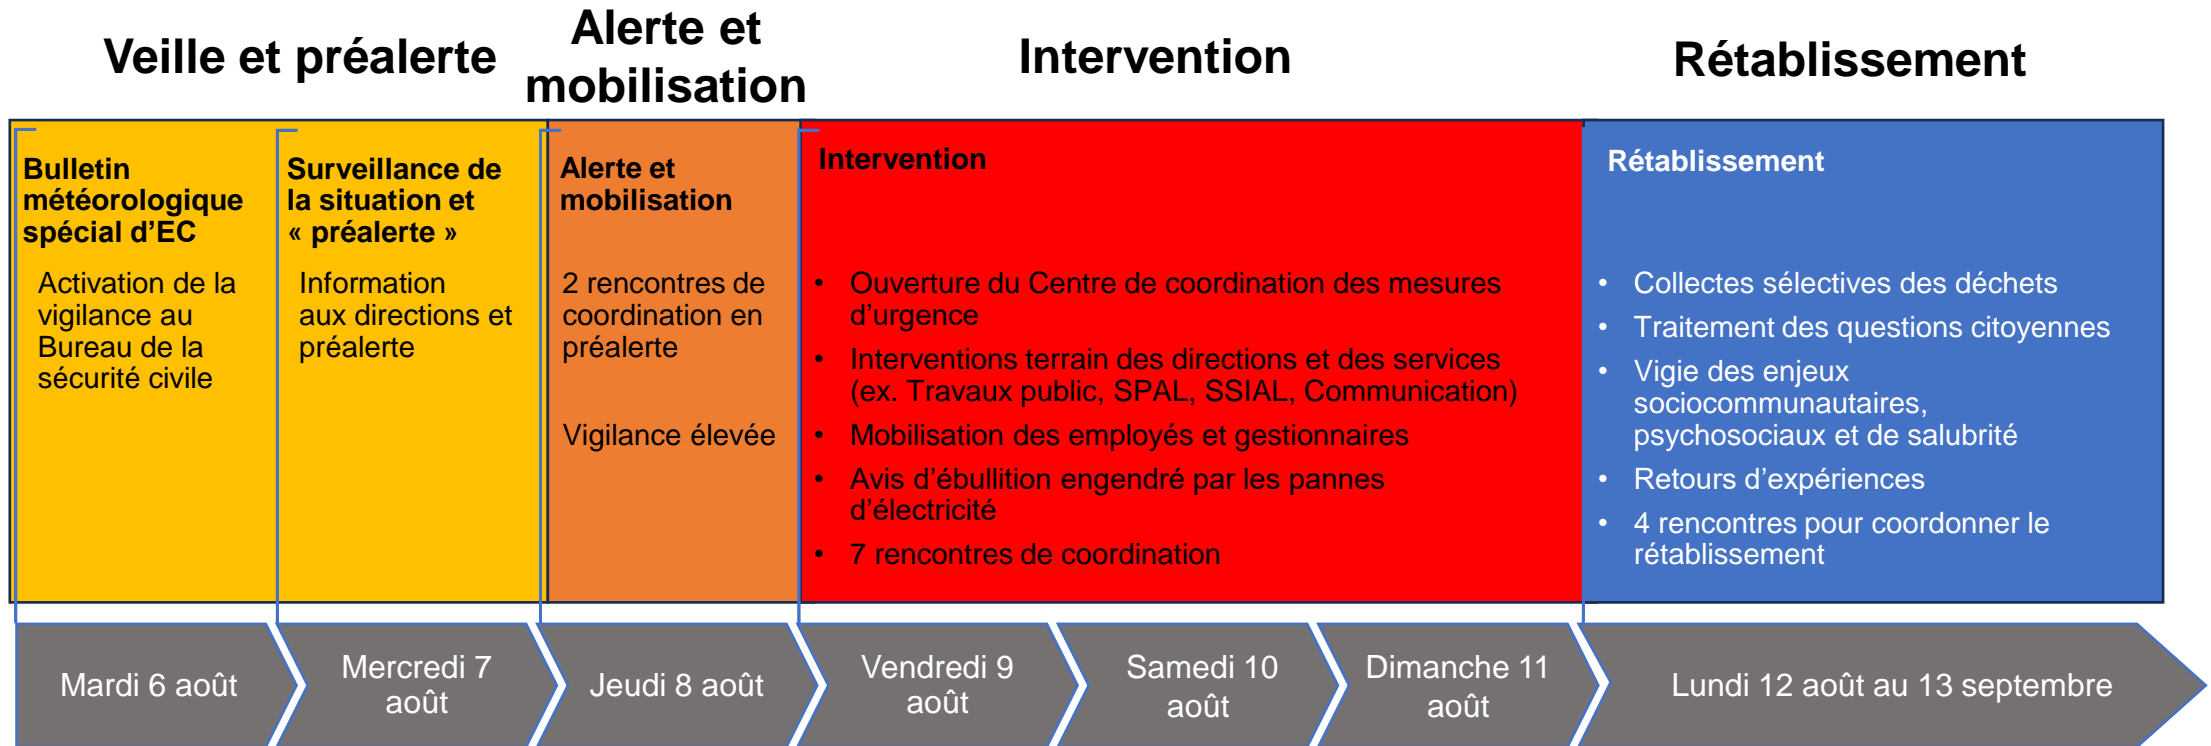 Veille et préalerte
Alerte et
mobilisation
Intervention
Rétablissement
Bulletin
météorologique
spécial d'EC
Activation de la
vigilance au
Bureau de la
sécurité civile
Surveillance de
la situation et
« préalerte »
Information
aux directions et
préalerte
Alerte et
mobilisation
2 rencontres de
coordination en
préalerte
Vigilance élevée
Intervention
• Ouverture du Centre de coordination des mesures
d'urgence
• Interventions terrain des directions et des services
(ex. Travaux public, SPAL, SSIAL, Communication)
• Mobilisation des employés et gestionnaires
• Avis d'ébullition engendré par les pannes
d'électricité
• 7 rencontres de coordination
Rétablissement
• Collectes sélectives des déchets
• Traitement des questions citoyennes
• Vigie des enjeux
sociocommunautaires,
psychosociaux et de salubrité
• Retours d'expériences
• 4 rencontres pour coordonner le
rétablissement
Mardi 6 août
Mercredi 7
août
Jeudi 8 août
Vendredi 9
août
Samedi 10
août
Dimanche 11
août
Lundi 12 août au 13 septembre